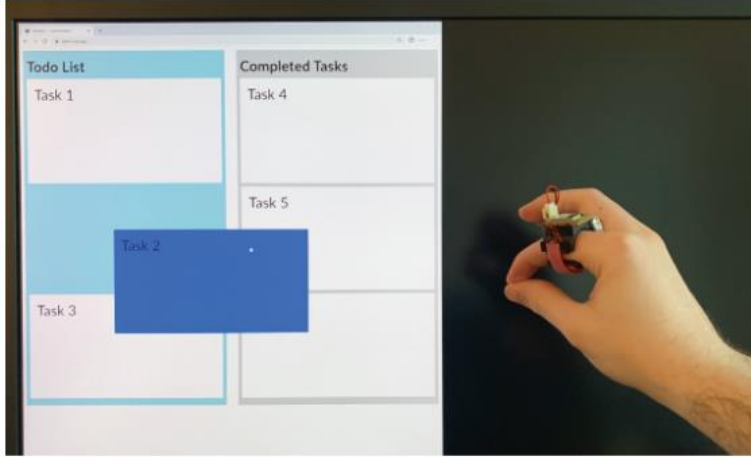 Todo List
Task 1
Task 2
Task 3
Completed Tasks
Task 4
Task 5